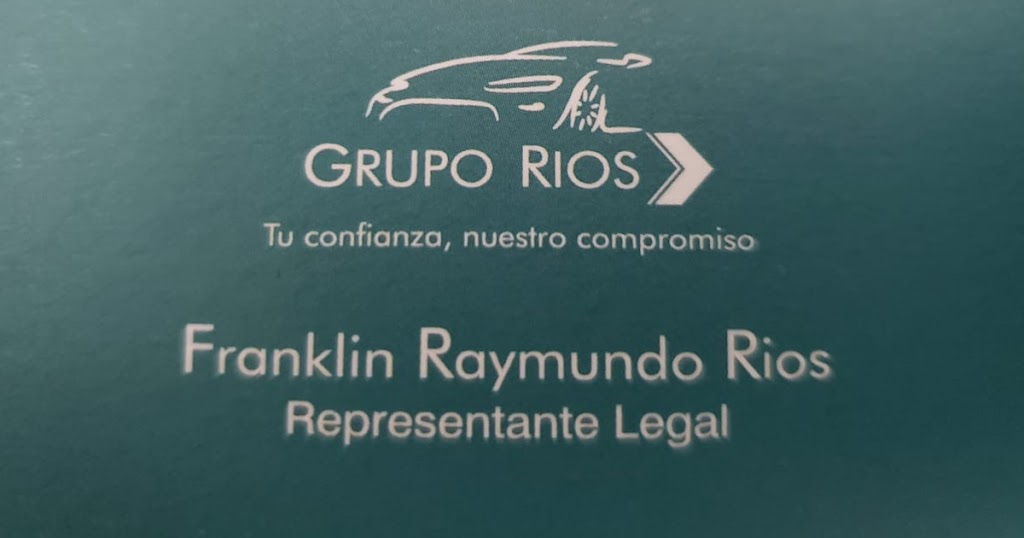 GRUPO RIOS
Tu confianza, nuestro compromiso
Franklin Raymundo Rios
Representante Legal